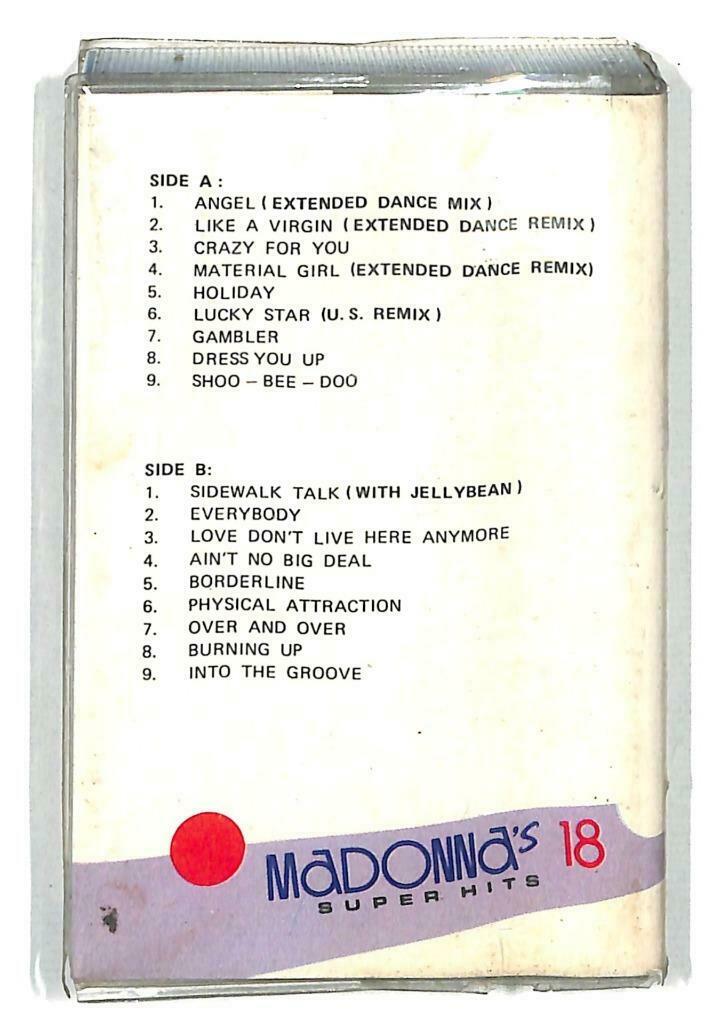 SIDE A :
1. ANGEL ( EXTENDED DANCE MIX )
2. LIKE A VIRGIN ( EXTENDED DANCE REMIX )
3. CRAZY FOR YOU
4. MATERIAL GIRL (EXTENDED DANCE REMIX)
5. HOLIDAY
6. LUCKY STAR (U. S. REMIX )
7. GAMBLER
8. DRESS YOU UP
9. SHOO – BEE – DOO
SIDE B:
1. SIDEWALK TALK ( WITH JELLYBEAN )
2. EVERYBODY
3. LOVE DON'T LIVE HERE ANYMORE
4. AIN'T NO BIG DEAL
5. BORDERLINE
6. PHYSICAL ATTRACTION
7. OVER AND OVER
8. BURNING UP
9. INTO THE GROOVE
MADONNA'S 18
SUPER HITS